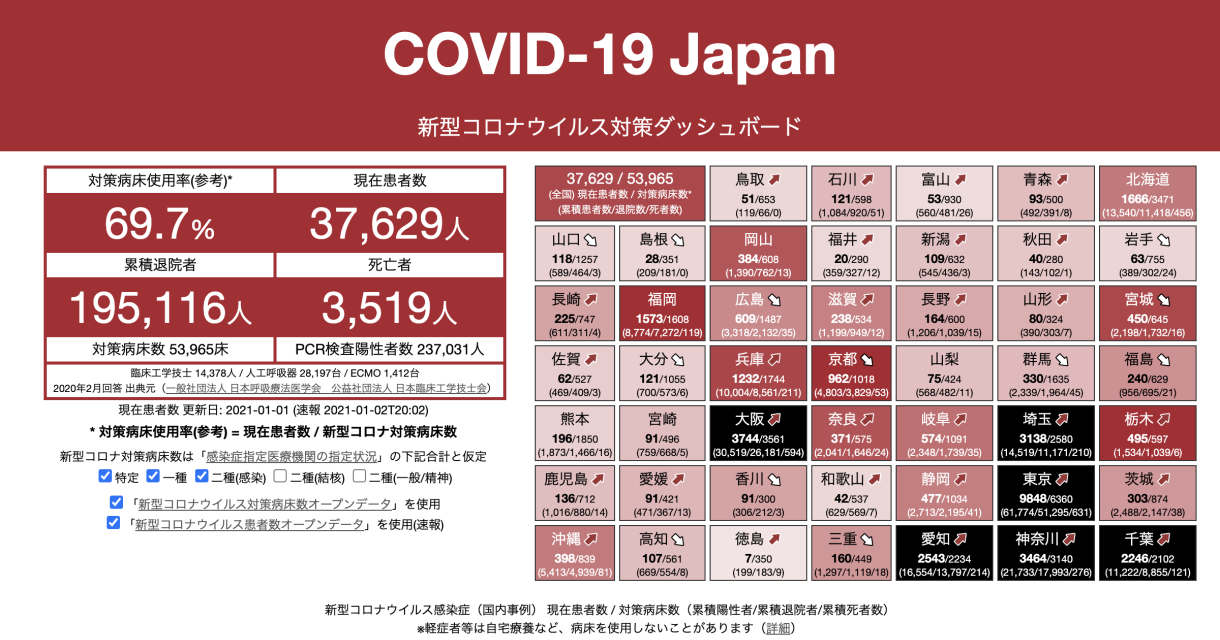 COVID-19 Japan
新型コロナウイルス対策ダッシュボード
対策病床使用率(参考)*
現在患者数
69.7%
37,629人
累積退院者
死亡者
195,116人
3,519人
対策病床数 53,965床
PCR検査陽性者数 237,031人
臨床工学技士 14,378人 / 人工呼吸器 28,197台 / ECMO 1,412台
2020年2月回答 出典元（一般社団法人 日本呼吸療法医学会　公益社団法人 日本臨床工学技士会）
現在患者数 更新日: 2021-01-01 (速報 2021-01-02T20:02)
* 対策病床使用率(参考) = 現在患者数 / 新型コロナ対策病床数
新型コロナ対策病床数は「感染症指定医療機関の指定状況」の下記合計と仮定
特定 一種 二種(感染) 二種(結核) 二種(一般/精神)
「新型コロナウイルス対策病床数オープンデータ」を使用
「新型コロナウイルス患者数オープンデータ」を使用(速報)
37,629 / 53,965
(全国) 現在患者数 / 対策病床数*
(累積患者数/退院数/死者数)
鳥取
51/653
(119/66/0)
石川
121/598
(1,084/920/51)
富山
53/930
(560/481/26)
青森
93/500
(492/391/8)
北海道
1666/3471
(13,540/11,418/456)
山口
118/1257
(589/464/3)
島根
28/351
(209/181/0)
岡山
384/608
(1,390/762/13)
福井
20/290
(359/327/12)
新潟
109/632
(545/436/3)
秋田
40/280
(143/102/1)
岩手
63/755
(389/302/24)
長崎
225/747
(611/311/4)
福岡
1573/1608
(8,774/7,272/119)
広島
609/1487
(3,318/2,132/35)
滋賀
238/534
(1,199/949/12)
長野
164/600
(1,206/1,039/15)
山形
80/324
(390/303/7)
宮城
450/645
(2,198/1,732/16)
佐賀
62/527
(469/409/3)
大分
121/1055
(700/573/6)
兵庫
1232/1744
(10,004/8,561/211)
京都
962/1018
(4,803/3,829/53)
山梨
75/424
(568/482/11)
群馬
330/1635
(2,339/1,964/45)
福島
240/629
(956/695/21)
熊本
196/1850
(1,873/1,466/16)
宮崎
91/496
(759/668/5)
大阪
3744/3561
(30,519/26,181/594)
奈良
371/575
(2,041/1,646/24)
岐阜
574/1091
(2,348/1,739/35)
埼玉
3138/2580
(14,519/11,171/210)
栃木
495/597
(1,534/1,039/6)
鹿児島
136/712
(1,016/880/14)
愛媛
91/421
(471/367/13)
香川
91/300
(306/212/3)
和歌山
42/537
(629/569/7)
静岡
477/1034
(2,713/2,195/41)
東京
9848/6360
(61,774/51,295/631)
茨城
303/874
(2,488/2,147/38)
沖縄
398/839
(5,413/4,939/81)
高知
107/561
(669/554/8)
徳島
7/350
(199/183/9)
三重
160/449
(1,297/1,119/18)
愛知
2543/2234
(16,554/13,797/214)
神奈川
3464/3140
(21,733/17,993/276)
千葉
2246/2102
(11,222/8,855/121)
新型コロナウイルス感染症（国内事例） 現在患者数 / 対策病床数（累積陽性者/累積退院者/累積死者数）
※軽症者等は自宅療養など、病床を使用しないことがあります（詳細）